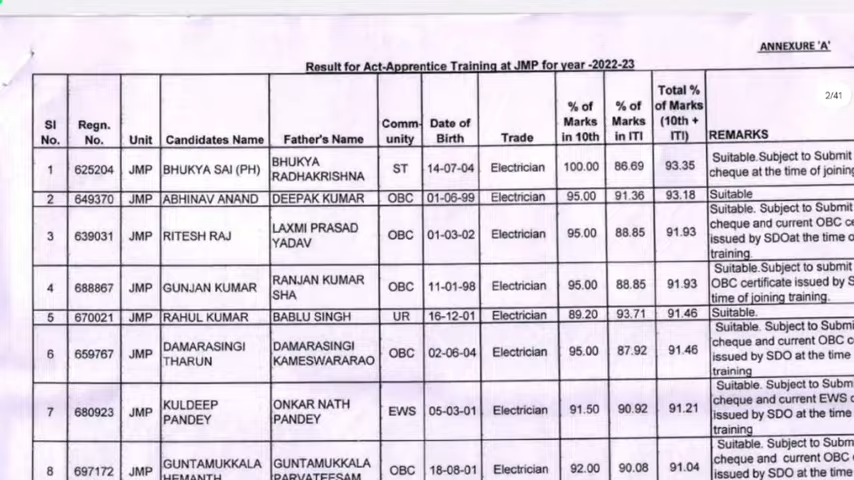 ANNEXURE 'A'
Result for Act-Apprentice Training at JMP for year -2022-23
2/41
Sl No. Regn. No. Unit Candidates Name Father's Name Comm-unity Date of Birth Trade % of Marks in 10th % of Marks in ITI Total % of Marks (10th + ITI) REMARKS
1 625204 JMP BHUKYA SAI (PH) BHUKYA RADHAKRISHNA ST 14-07-04 Electrician 100.00 86.69 93.35 Suitable.Subject to Submit
cheque at the time of joining
2 649370 JMP ABHINAV ANAND DEEPAK KUMAR OBC 01-06-99 Electrician 95.00 91.36 93.18 Suitable
3 639031 JMP RITESH RAJ LAXMI PRASAD YADAV OBC 01-03-02 Electrician 95.00 88.85 91.93 Suitable. Subject to Submit
cheque and current OBC ce
issued by SDOat the time o
training.
4 688867 JMP GUNJAN KUMAR RANJAN KUMAR SHA OBC 11-01-98 Electrician 95.00 88.85 91.93 Suitable.Subject to submit
OBC certificate issued by S
time of joining training.
5 670021 JMP RAHUL KUMAR BABLU SINGH UR 16-12-01 Electrician 89.20 93.71 91.46 Suitable.
6 659767 JMP DAMARASINGI THARUN DAMARASINGI KAMESWARARAO OBC 02-06-04 Electrician 95.00 87.92 91.46 Suitable. Subject to Submi
cheque and current OBC c
issued by SDO at the time
training
7 680923 JMP KULDEEP PANDEY ONKAR NATH PANDEY EWS 05-03-01 Electrician 91.50 90.92 91.21 Suitable. Subject to Subm
cheque and current EWS c
issued by SDO at the time
training
8 697172 JMP GUNTAMUKKALA HEMANTH GUNTAMUKKALA PARVATEESAM OBC 18-08-01 Electrician 92.00 90.08 91.04 Suitable. Subject to Subm
cheque and current OBC
issued by SDO at the time